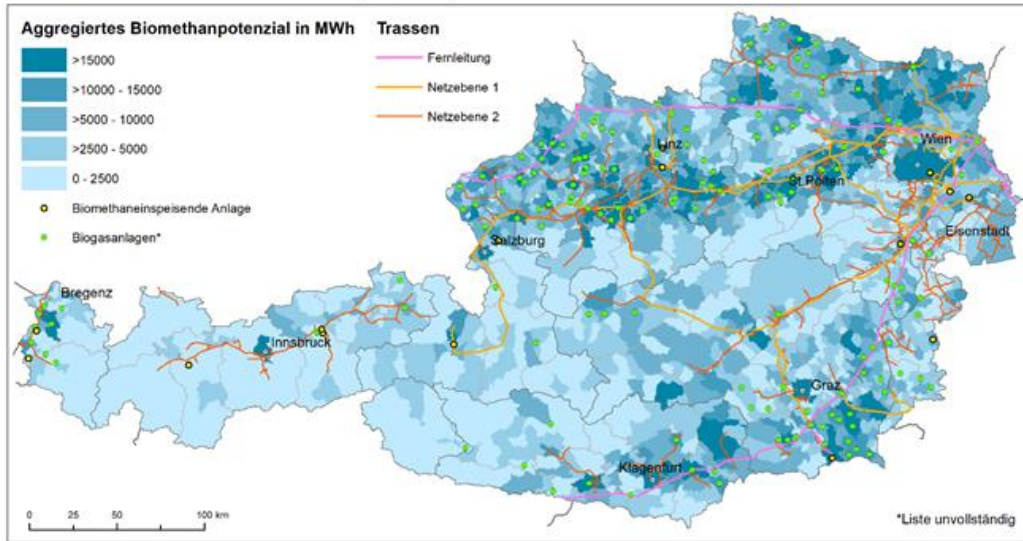 Aggregiertes Biomethanpotenzial in MWh
>15000
>10000 - 15000
>5000 - 10000
>2500 - 5000
0 - 2500
Biomethaneinspeisende Anlage
Biogasanlagen*
Trassen
Fernleitung
Netzebene 1
Netzebene 2
Linz
Wien
St.Pölten
Eisenstadt
Salzburg
Bregenz
Innsbruck
Graz
Klagenfurt
0 25 50 100 km
*Liste unvollständig